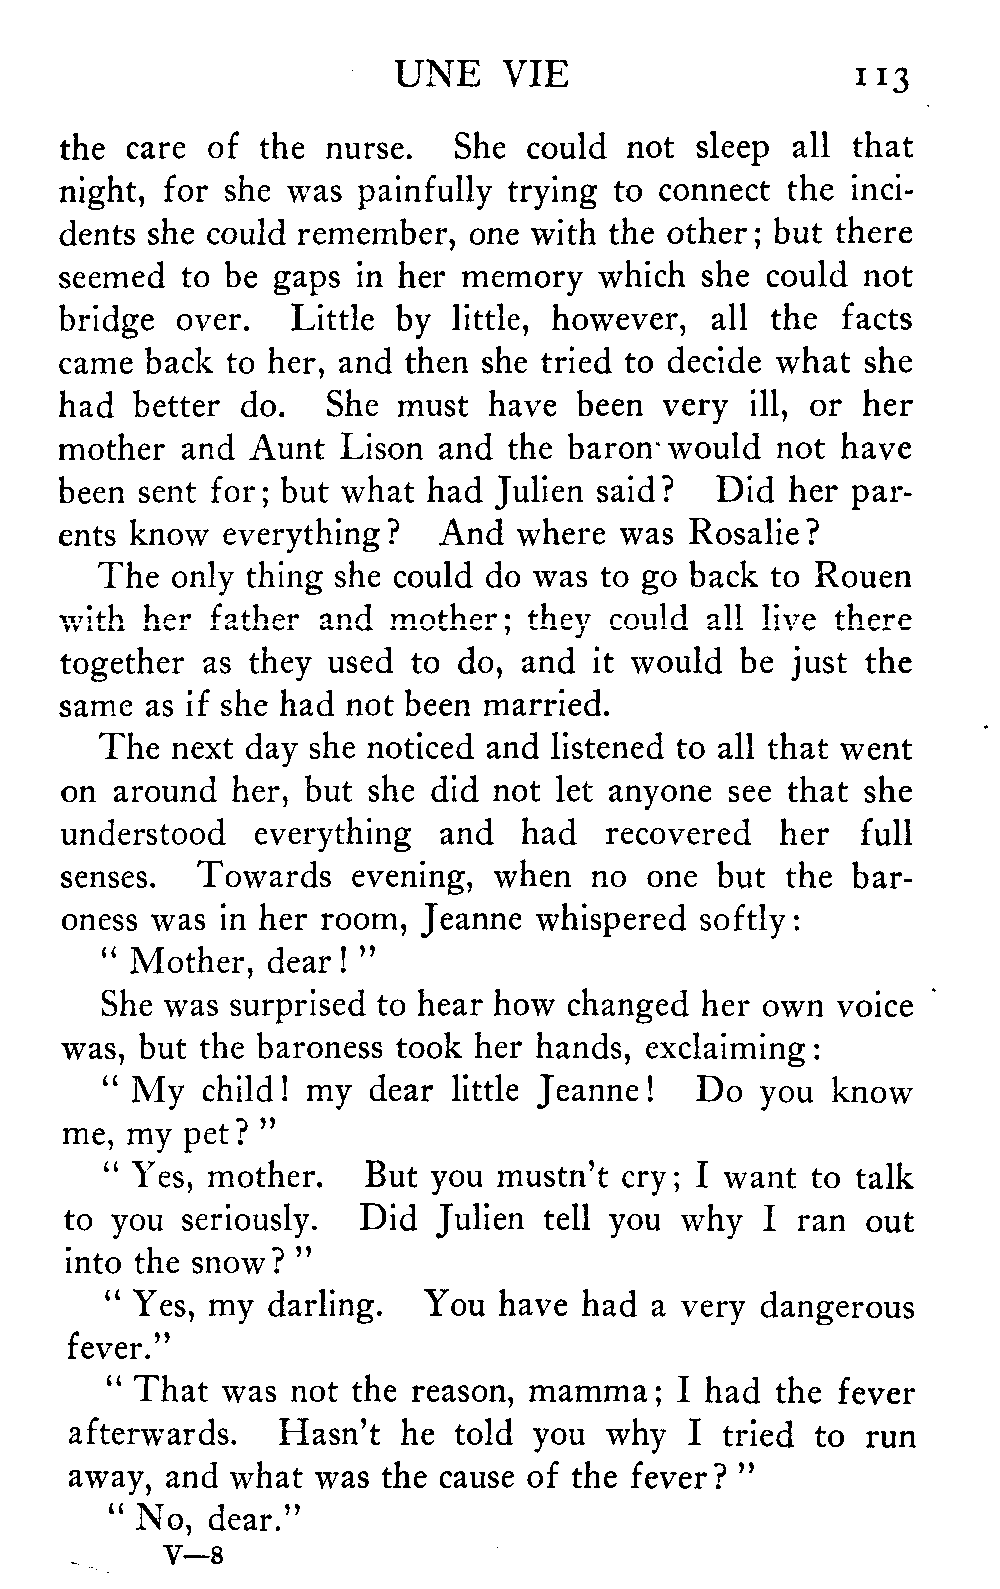 UNE VIE 113
the care of the nurse. She could not sleep all that
night, for she was painfully trying to connect the inci-
dents she could remember, one with the other; but there
seemed to be gaps in her memory which she could not
bridge over. Little by little, however, all the facts
came back to her, and then she tried to decide what she
had better do. She must have been very ill, or her
mother and Aunt Lison and the baron would not have
been sent for; but what had Julien said? Did her par-
ents know everything? And where was Rosalie?
The only thing she could do was to go back to Rouen
with her father and mother; they could all live there
together as they used to do, and it would be just the
same as if she had not been married.
The next day she noticed and listened to all that went
on around her, but she did not let anyone see that she
understood everything and had recovered her full
senses. Towards evening, when no one but the bar-
oness was in her room, Jeanne whispered softly:
" Mother, dear! "
She was surprised to hear how changed her own voice
was, but the baroness took her hands, exclaiming:
" My child! my dear little Jeanne! Do you know
me, my pet? "
" Yes, mother. But you mustn't cry; I want to talk
to you seriously. Did Julien tell you why I ran out
into the snow? "
" Yes, my darling. You have had a very dangerous
fever."
" That was not the reason, mamma; I had the fever
afterwards. Hasn't he told you why I tried to run
away, and what was the cause of the fever? "
" No, dear."
V—8